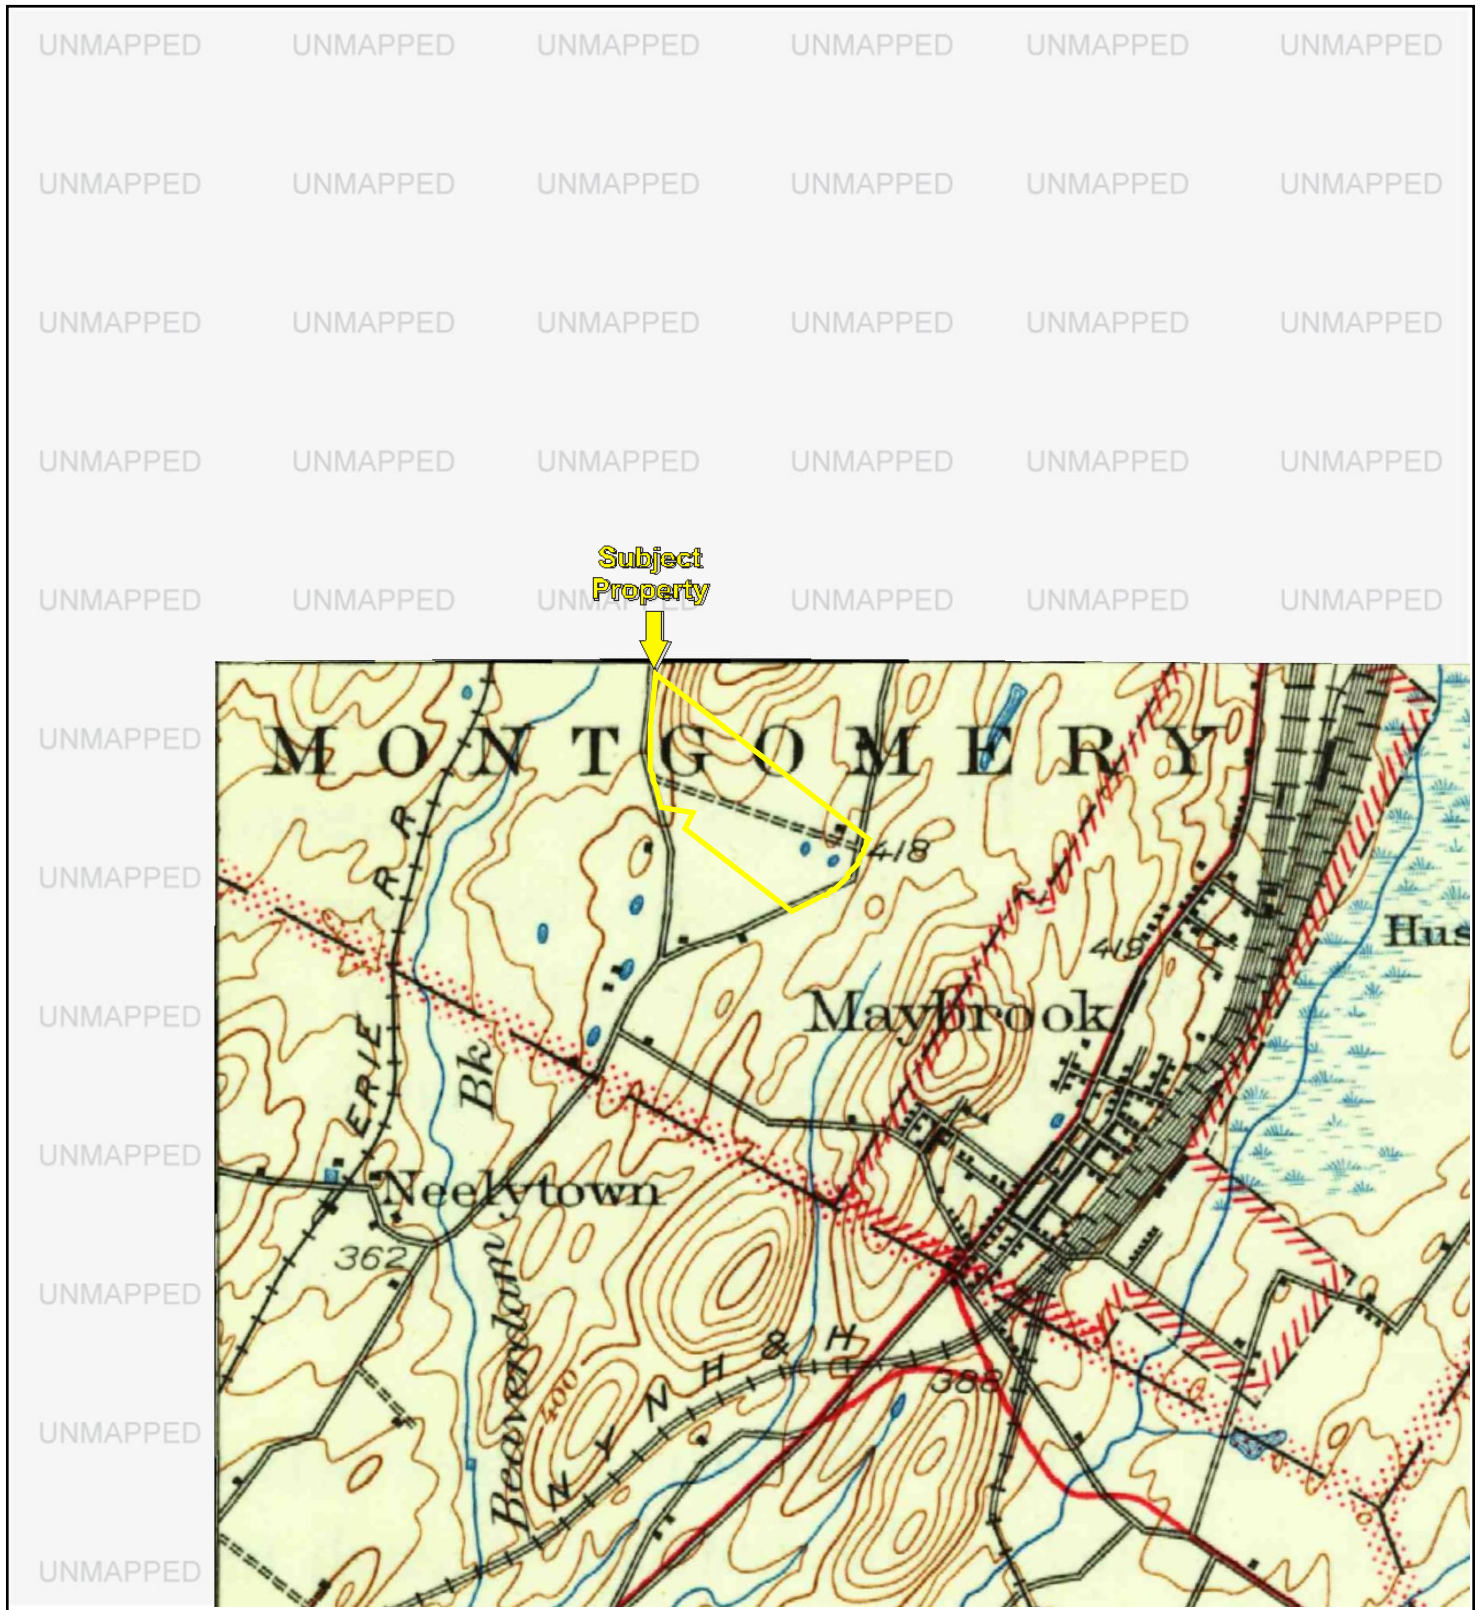 UNMAPPED UNMAPPED UNMAPPED UNMAPPED UNMAPPED UNMAPPED
UNMAPPED UNMAPPED UNMAPPED UNMAPPED UNMAPPED UNMAPPED
UNMAPPED UNMAPPED UNMAPPED UNMAPPED UNMAPPED UNMAPPED
UNMAPPED UNMAPPED UNMAPPED UNMAPPED UNMAPPED UNMAPPED
Subject
Property
UNMAPPED UNMAPPED UNMAPPED UNMAPPED UNMAPPED UNMAPPED
UNMAPPED
MONTGOMERY
418
UNMAPPED
ERIE R R
419
Hus
UNMAPPED
Maybrook
UNMAPPED
Neelytown
362
Beaverdam Bk
UNMAPPED
N Y N H & H
388
400
UNMAPPED
UNMAPPED